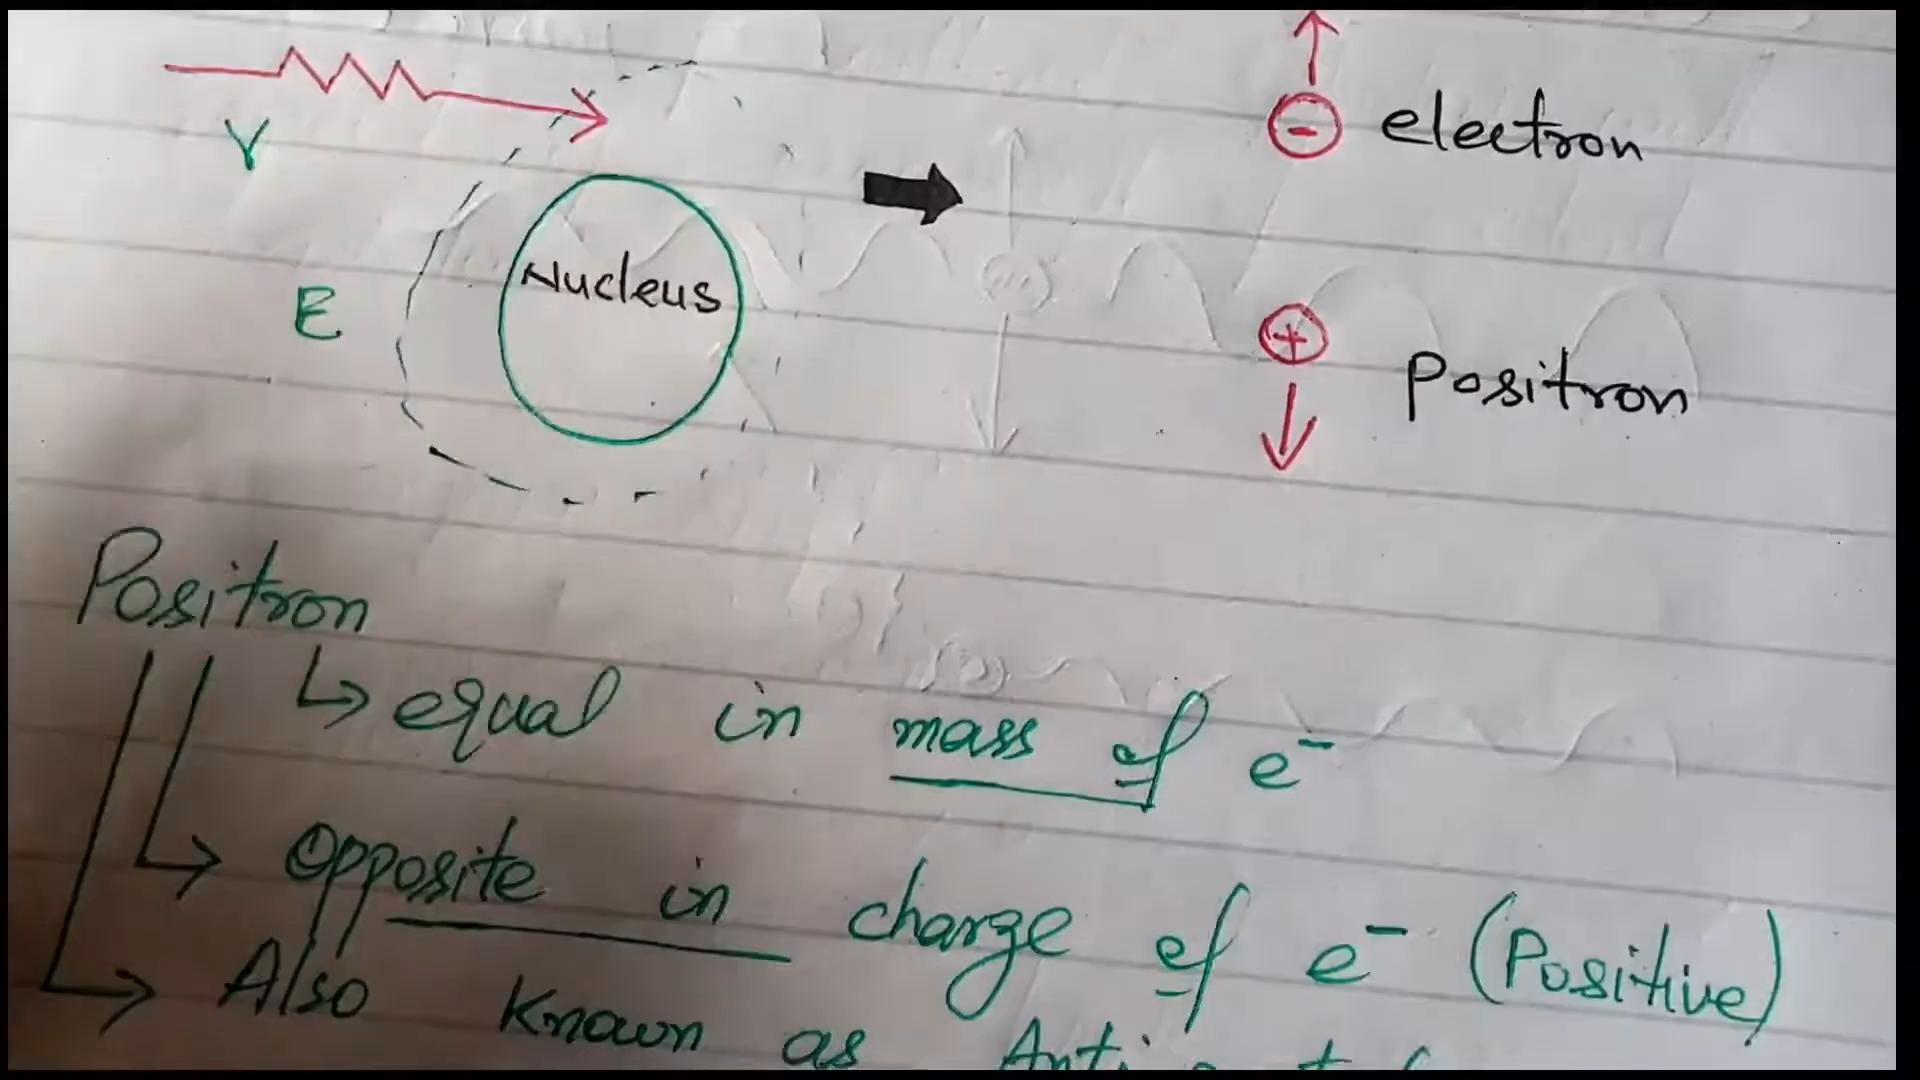 γ
⊖ electron
Nucleus
E
⊕ Positron
Positron
↳ equal in mass of e⁻
↳ opposite in charge of e⁻ (Positive)
↳ Also Known as